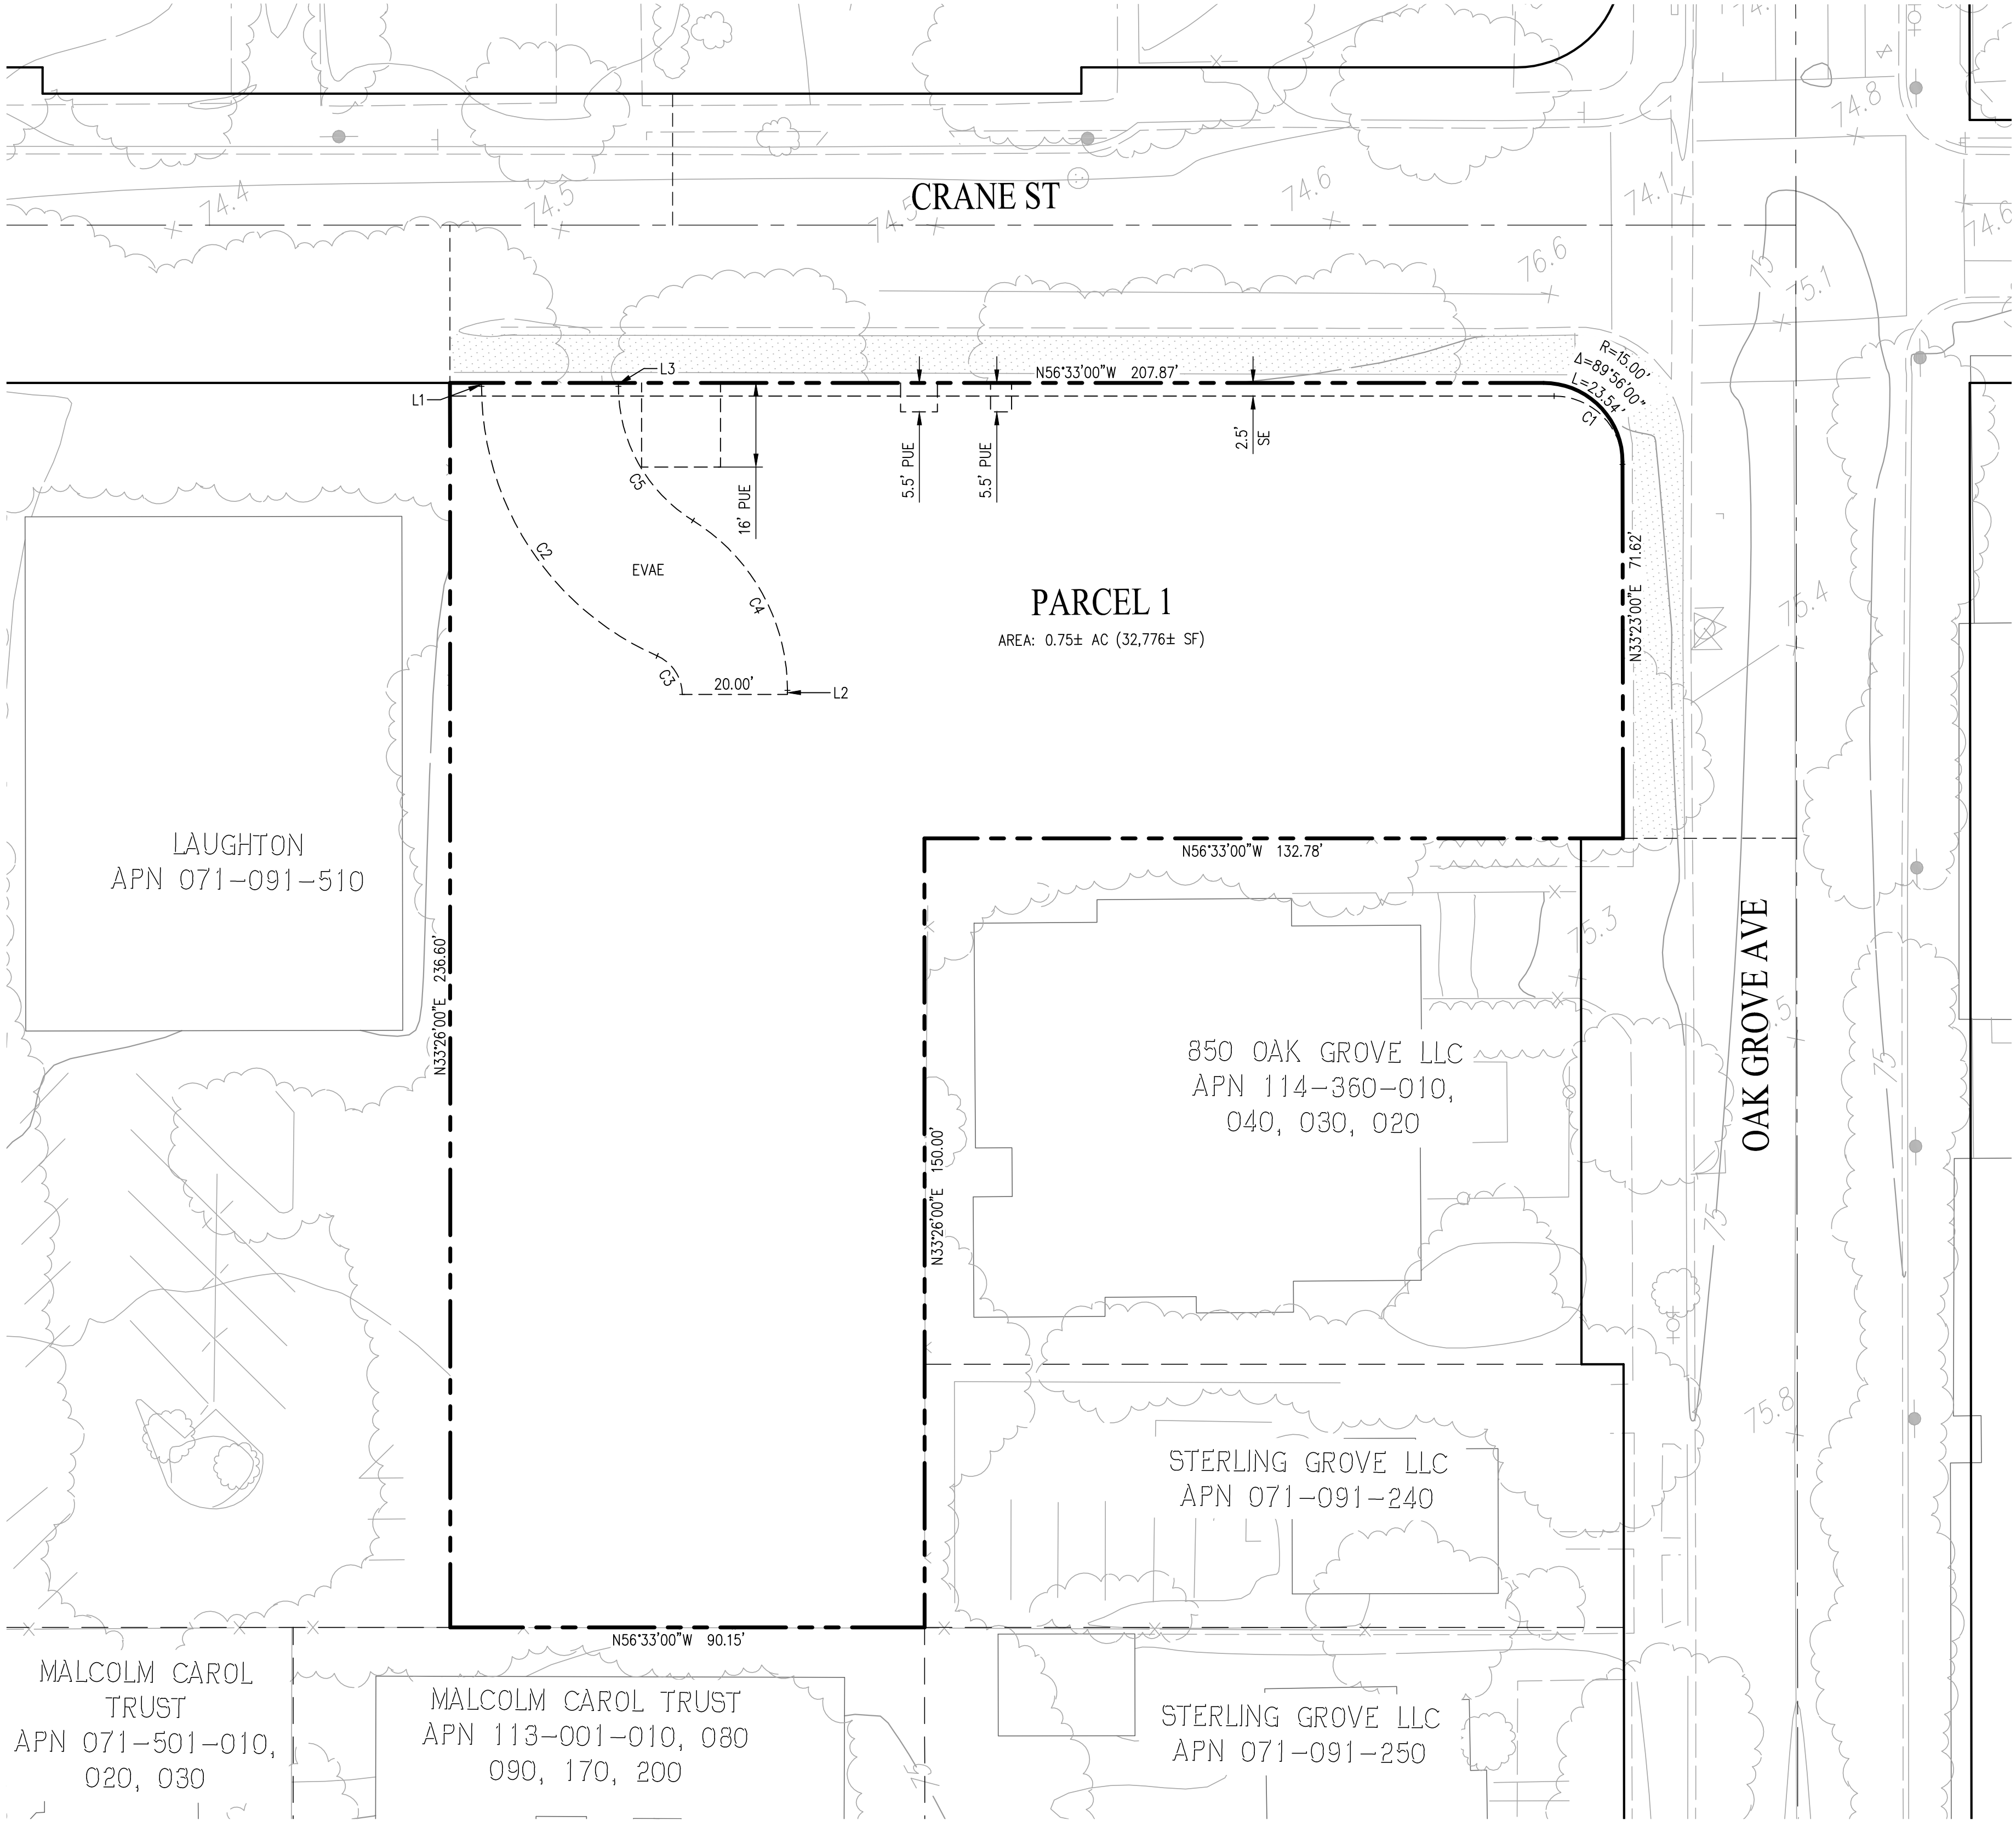 74.8
CRANE ST
74.4
74.5
74.5
74.6
74.1
74.6
76.6
75
75.1
L3
L1
N56°33'00"W 207.87'
R=15.00'
Δ=89°56'00"
L=23.54'
C1
2.5'
SE
5.5' PUE
5.5' PUE
16' PUE
C5
C2
EVAE
C4
C3
20.00'
L2
PARCEL 1
AREA: 0.75± AC (32,776± SF)
N33°23'00"E 71.62'
75.4
N56°33'00"W 132.78'
LAUGHTON
APN 071-091-510
N33°26'00"E 236.60'
75.3
OAK GROVE AVE
850 OAK GROVE LLC
APN 114-360-010,
040, 030, 020
75
N33°26'00"E 150.00'
75
STERLING GROVE LLC
APN 071-091-240
75.8
N56°33'00"W 90.15'
MALCOLM CAROL
TRUST
APN 071-501-010,
020, 030
MALCOLM CAROL TRUST
APN 113-001-010, 080
090, 170, 200
STERLING GROVE LLC
APN 071-091-250